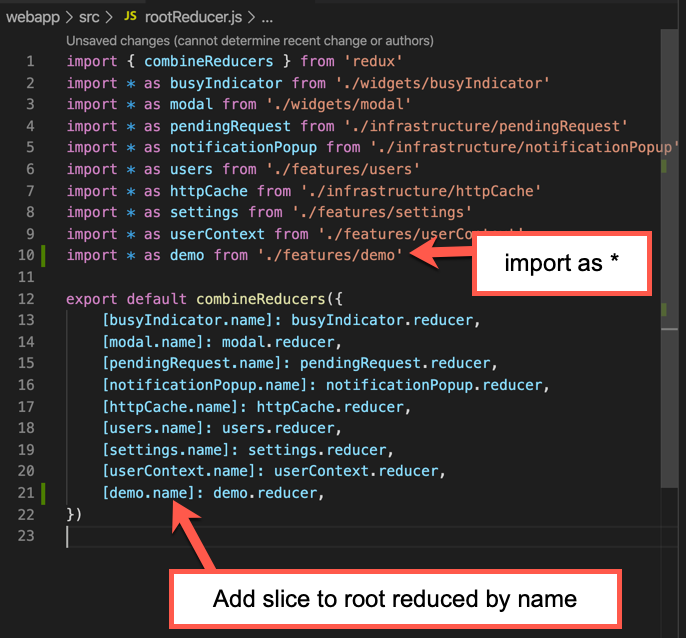 webapp > src > JS rootReducer.js > ...
Unsaved changes (cannot determine recent change or authors)
1 import { combineReducers } from 'redux'
2 import * as busyIndicator from './widgets/busyIndicator'
3 import * as modal from './widgets/modal'
4 import * as pendingRequest from './infrastructure/pendingRequest'
5 import * as notificationPopup from './infrastructure/notificationPopup'
6 import * as users from './features/users'
7 import * as httpCache from './infrastructure/httpCache'
8 import * as settings from './features/settings'
9 import * as userContext from './features/userContext'
10 import * as demo from './features/demo'
import as *
11
12 export default combineReducers({
13 [busyIndicator.name]: busyIndicator.reducer,
14 [modal.name]: modal.reducer,
15 [pendingRequest.name]: pendingRequest.reducer,
16 [notificationPopup.name]: notificationPopup.reducer,
17 [httpCache.name]: httpCache.reducer,
18 [users.name]: users.reducer,
19 [settings.name]: settings.reducer,
20 [userContext.name]: userContext.reducer,
21 [demo.name]: demo.reducer,
22 })
23
Add slice to root reduced by name